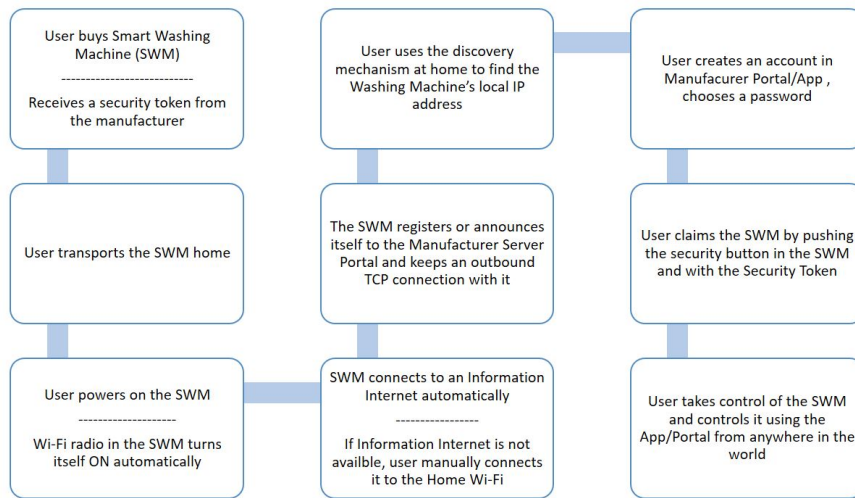 User buys Smart Washing
Machine (SWM)
---------------------------
Receives a security token from
the manufacturer
User transports the SWM home
User powers on the SWM
--------------------
Wi-Fi radio in the SWM turns
itself ON automatically
SWM connects to an Information
Internet automatically
-----------------
If Information Internet is not
availble, user manually connects
it to the Home Wi-Fi
The SWM registers or announces
itself to the Manufacturer Server
Portal and keeps an outbound
TCP connection with it
User uses the discovery
mechanism at home to find the
Washing Machine’s local IP
address
User creates an account in
Manufacurer Portal/App ,
chooses a password
User claims the SWM by pushing
the security button in the SWM
and with the Security Token
User takes control of the SWM
and controls it using the
App/Portal from anywhere in the
world